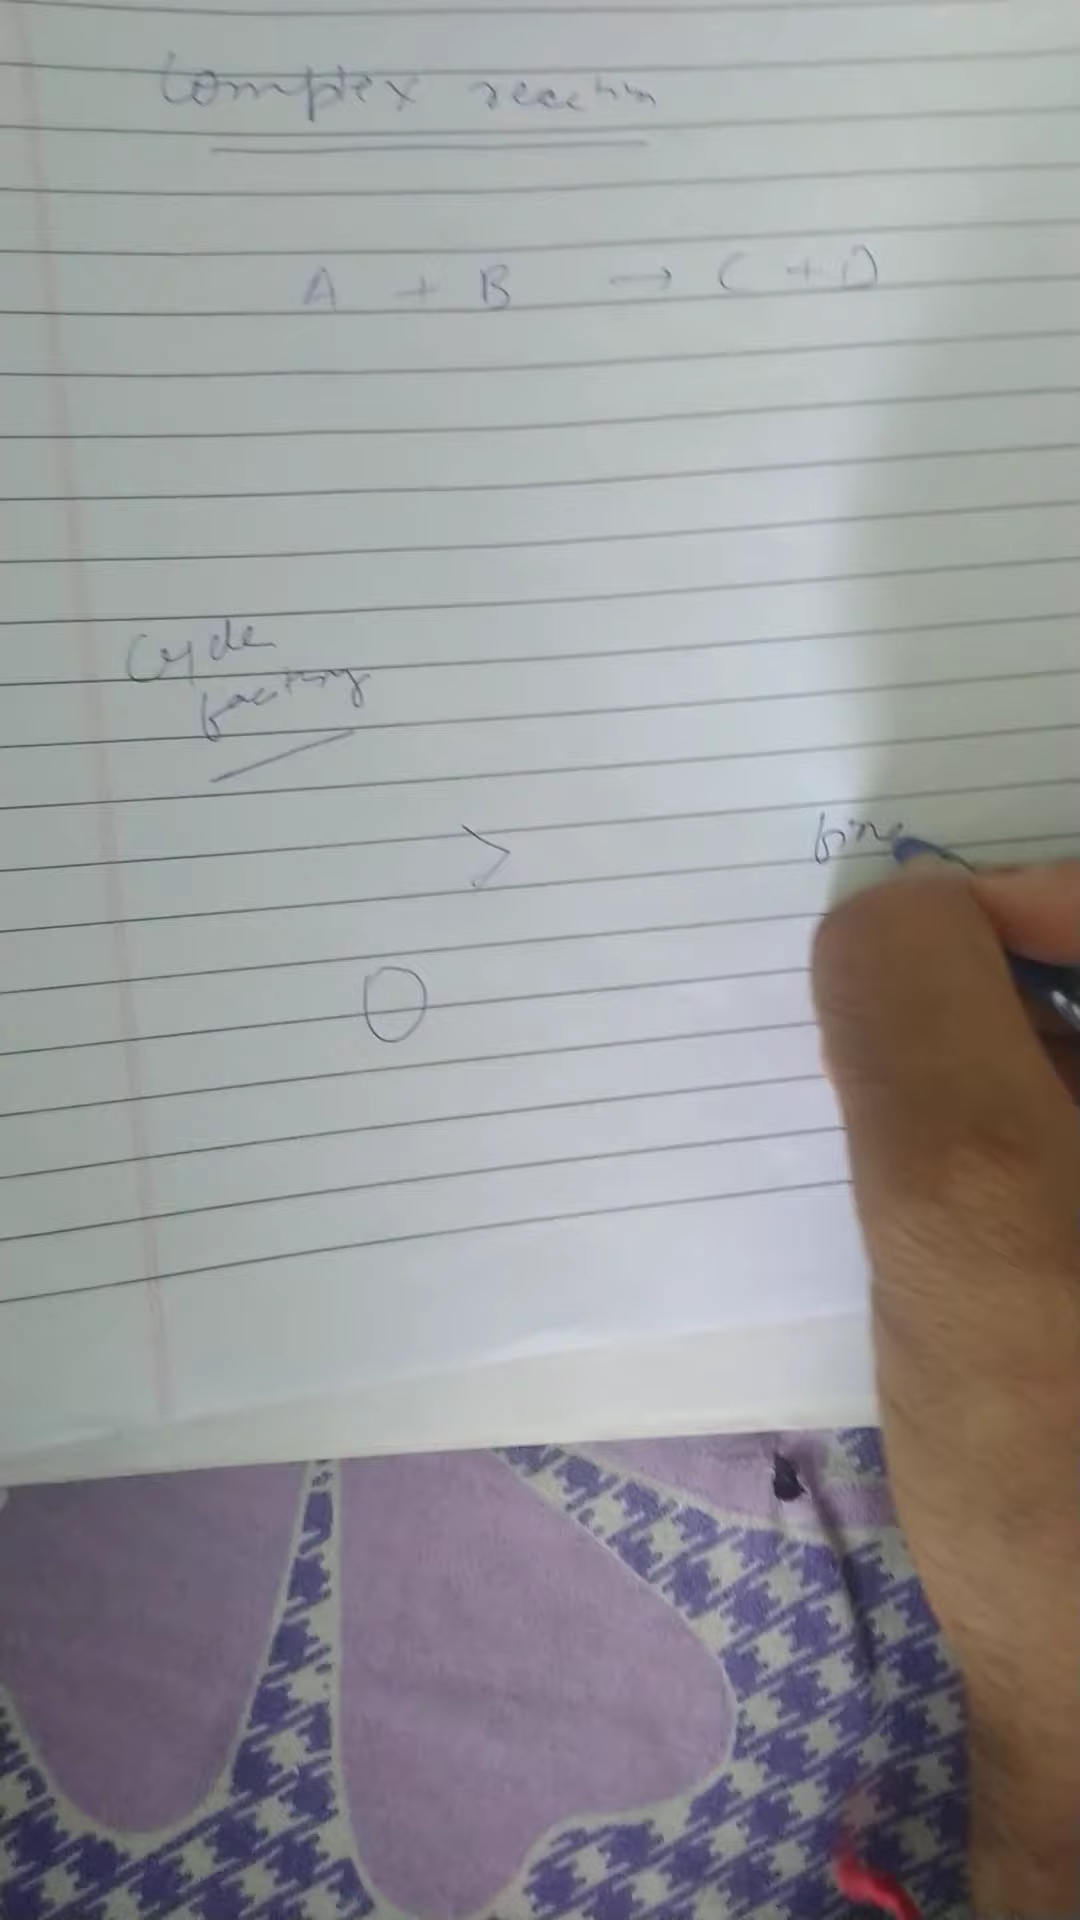 Complex reaction
A + B → C + D
Cycle
factory
>
O